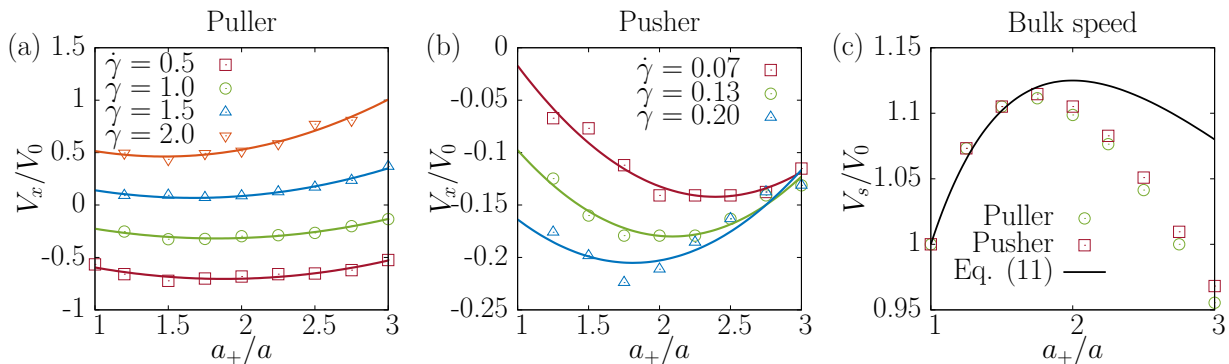 Puller
Pusher
Bulk speed
(a)
1.5
1
0.5
0
-0.5
-1
1
1.5
2
2.5
3
V_x/V_0
a_+/a
γ̇ = 0.5
γ̇ = 1.0
γ̇ = 1.5
γ̇ = 2.0
(b)
0
-0.05
-0.1
-0.15
-0.2
-0.25
1
1.5
2
2.5
3
V_x/V_0
a_+/a
γ̇ = 0.07
γ̇ = 0.13
γ̇ = 0.20
(c)
1.15
1.1
1.05
1
0.95
1
2
3
V_s/V_0
a_+/a
Puller
Pusher
Eq. (11)